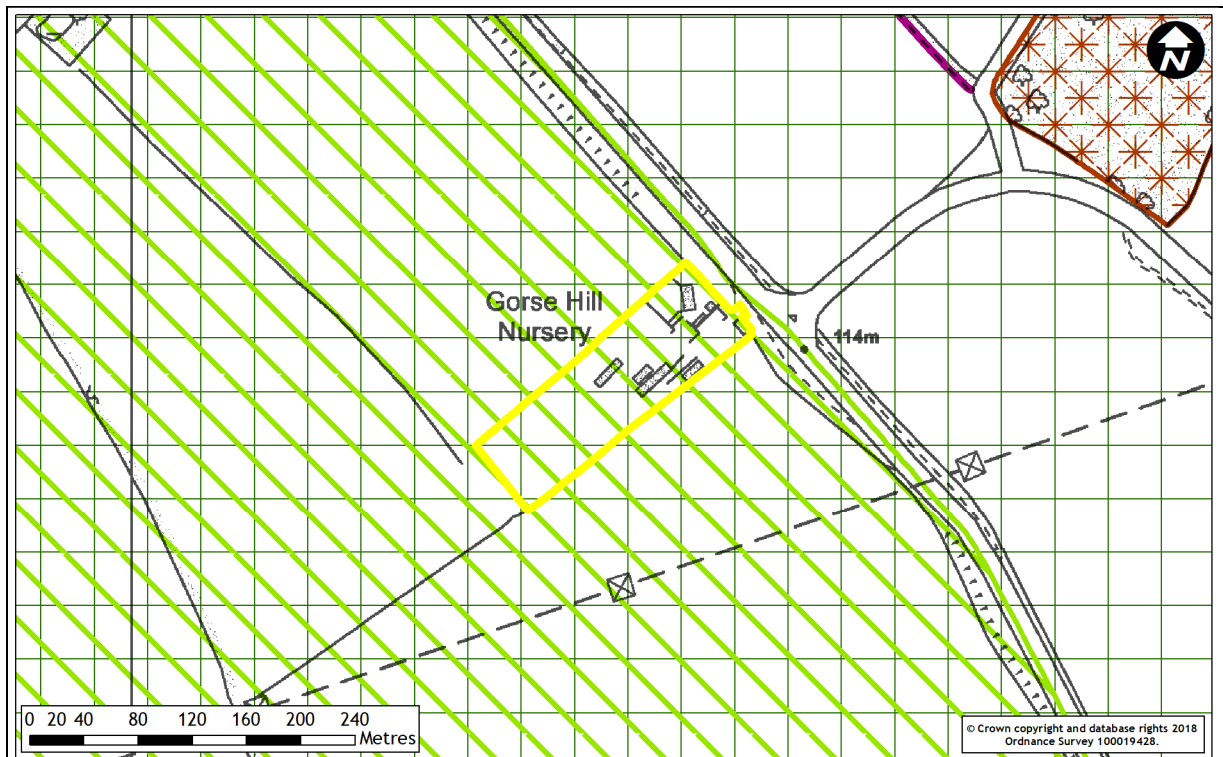 N
Gorse Hill
Nursery
114m
0 20 40 80 120 160 200 240
Metres
© Crown copyright and database rights 2018
Ordnance Survey 100019428.